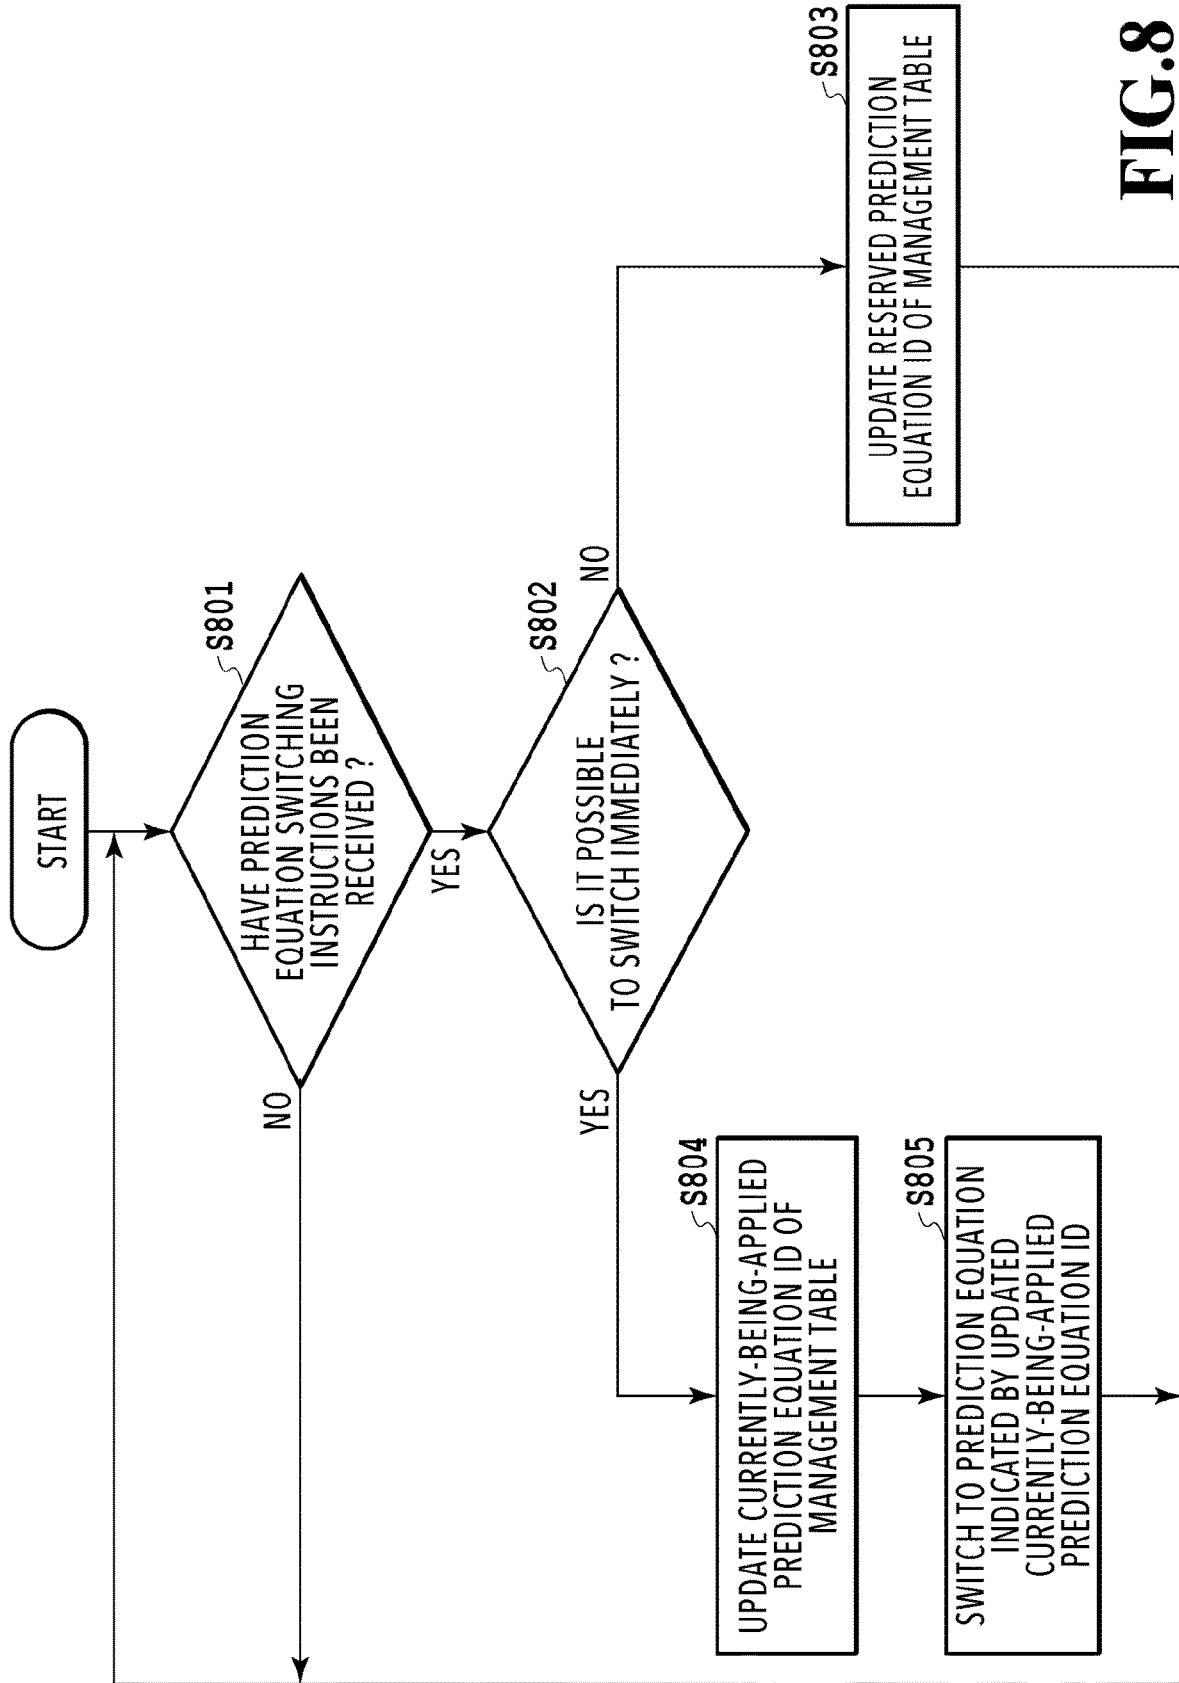 START
S801
HAVE PREDICTION
EQUATION SWITCHING
INSTRUCTIONS BEEN
RECEIVED ?
NO
YES
S802
IS IT POSSIBLE
TO SWITCH IMMEDIATELY ?
YES
NO
S804
UPDATE CURRENTLY-BEING-APPLIED
PREDICTION EQUATION ID OF
MANAGEMENT TABLE
S803
UPDATE RESERVED PREDICTION
EQUATION ID OF MANAGEMENT TABLE
S805
SWITCH TO PREDICTION EQUATION
INDICATED BY UPDATED
CURRENTLY-BEING-APPLIED
PREDICTION EQUATION ID
FIG.8